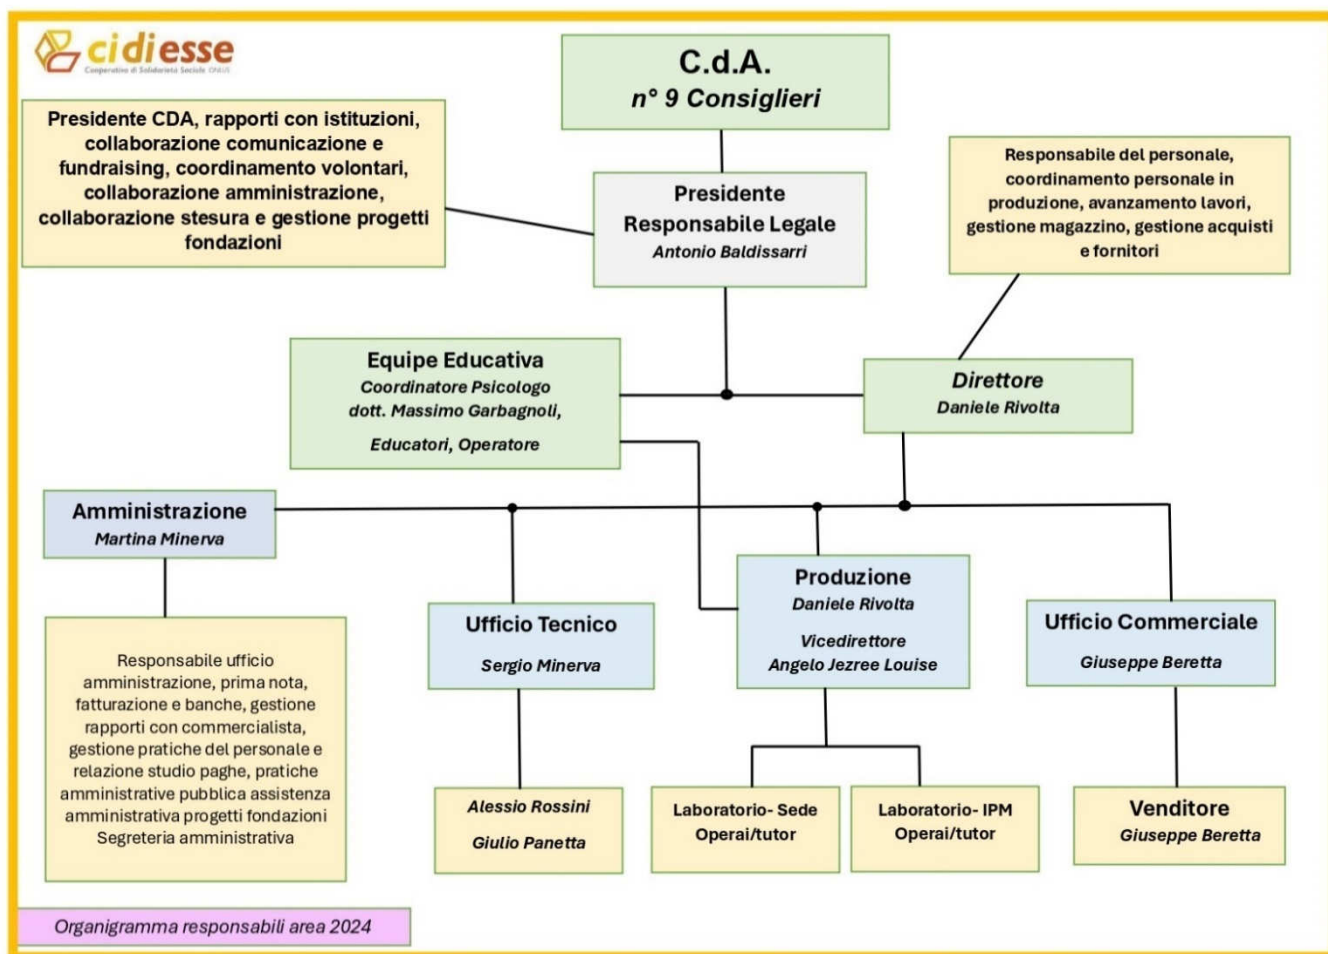 cidiesse
Cooperativa di Solidarietà Sociale ONLUS
C.d.A.
n° 9 Consiglieri
Presidente CDA, rapporti con istituzioni,
collaborazione comunicazione e
fundraising, coordinamento volontari,
collaborazione amministrazione,
collaborazione stesura e gestione progetti
fondazioni
Presidente
Responsabile Legale
Antonio Baldissarri
Responsabile del personale,
coordinamento personale in
produzione, avanzamento lavori,
gestione magazzino, gestione acquisti
e fornitori
Equipe Educativa
Coordinatore Psicologo
dott. Massimo Garbagnoli,
Educatori, Operatore
Direttore
Daniele Rivolta
Amministrazione
Martina Minerva
Responsabile ufficio
amministrazione, prima nota,
fatturazione e banche, gestione
rapporti con commercialista,
gestione pratiche del personale e
relazione studio paghe, pratiche
amministrative pubblica assistenza
amministrativa progetti fondazioni
Segreteria amministrativa
Ufficio Tecnico
Sergio Minerva
Alessio Rossini
Giulio Panetta
Produzione
Daniele Rivolta
Vicedirettore
Angelo Jezree Louise
Laboratorio- Sede
Operai/tutor
Laboratorio- IPM
Operai/tutor
Ufficio Commerciale
Giuseppe Beretta
Venditore
Giuseppe Beretta
Organigramma responsabili area 2024